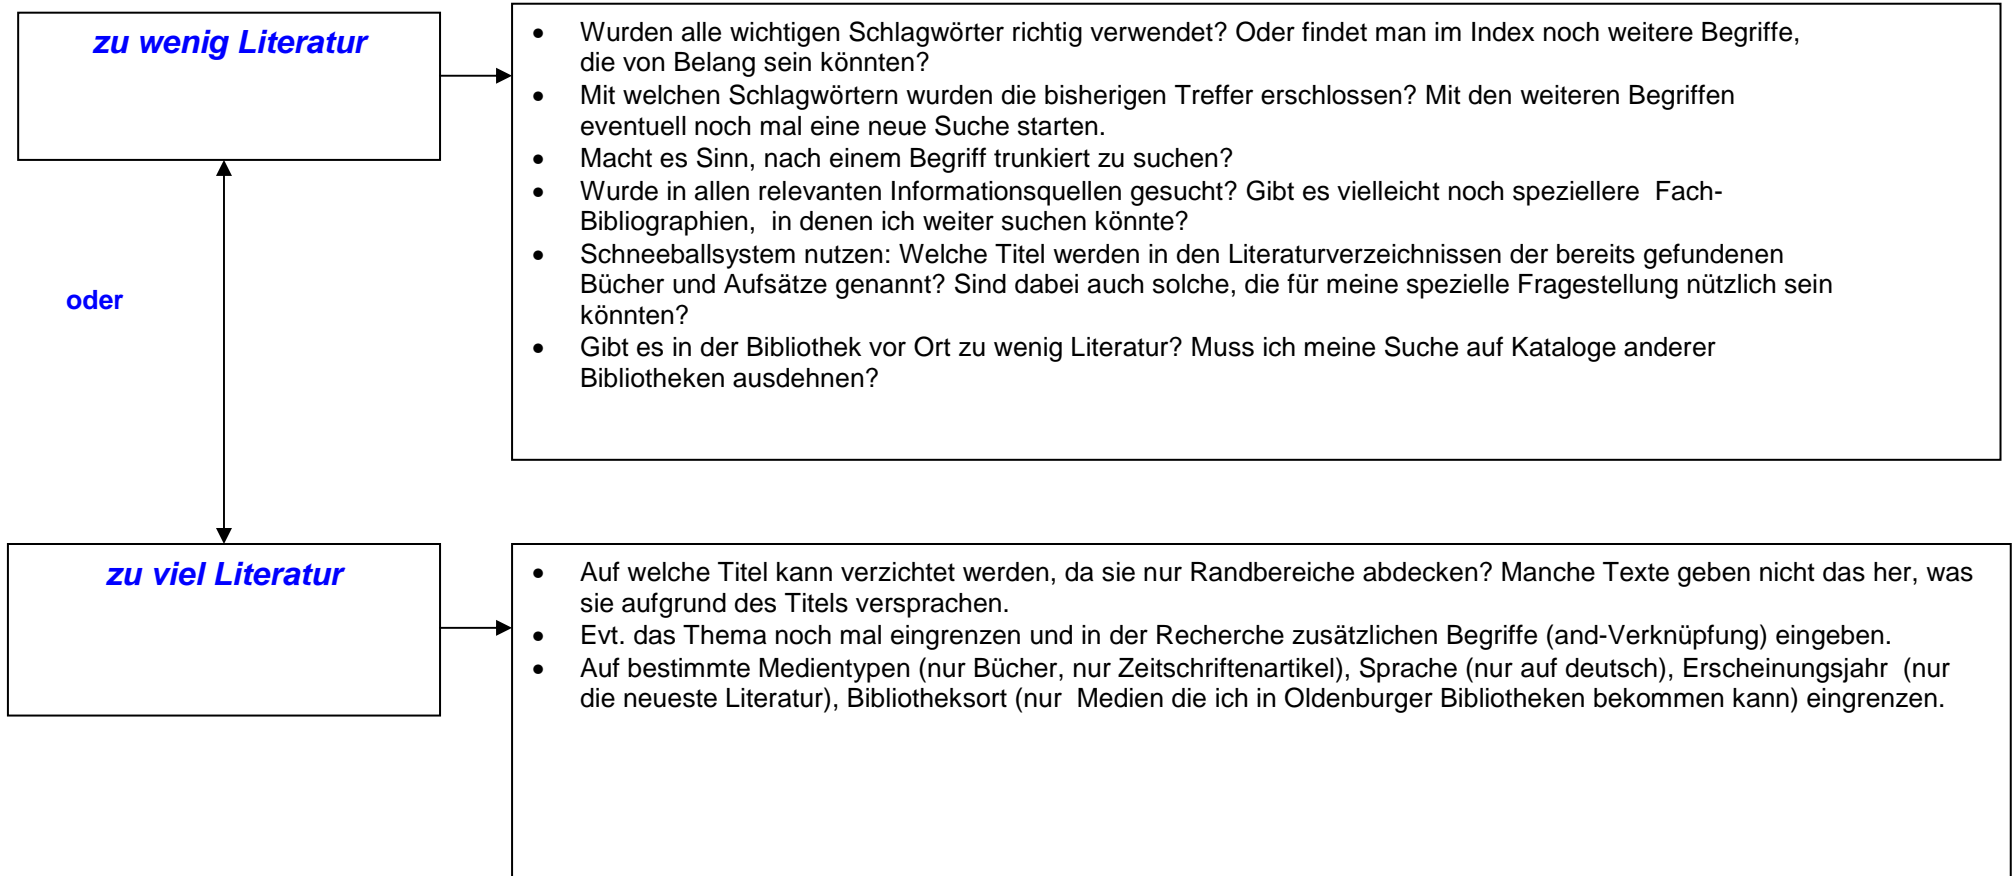 zu wenig Literatur
• Wurden alle wichtigen Schlagwörter richtig verwendet? Oder findet man im Index noch weitere Begriffe,
die von Belang sein könnten?
• Mit welchen Schlagwörtern wurden die bisherigen Treffer erschlossen? Mit den weiteren Begriffen
eventuell noch mal eine neue Suche starten.
• Macht es Sinn, nach einem Begriff trunkiert zu suchen?
• Wurde in allen relevanten Informationsquellen gesucht? Gibt es vielleicht noch speziellere Fach-
Bibliographien, in denen ich weiter suchen könnte?
• Schneeballsystem nutzen: Welche Titel werden in den Literaturverzeichnissen der bereits gefundenen
Bücher und Aufsätze genannt? Sind dabei auch solche, die für meine spezielle Fragestellung nützlich sein
könnten?
• Gibt es in der Bibliothek vor Ort zu wenig Literatur? Muss ich meine Suche auf Kataloge anderer
Bibliotheken ausdehnen?
oder
zu viel Literatur
• Auf welche Titel kann verzichtet werden, da sie nur Randbereiche abdecken? Manche Texte geben nicht das her, was
sie aufgrund des Titels versprachen.
• Evt. das Thema noch mal eingrenzen und in der Recherche zusätzlichen Begriffe (and-Verknüpfung) eingeben.
• Auf bestimmte Medientypen (nur Bücher, nur Zeitschriftenartikel), Sprache (nur auf deutsch), Erscheinungsjahr (nur
die neueste Literatur), Bibliotheksort (nur Medien die ich in Oldenburger Bibliotheken bekommen kann) eingrenzen.